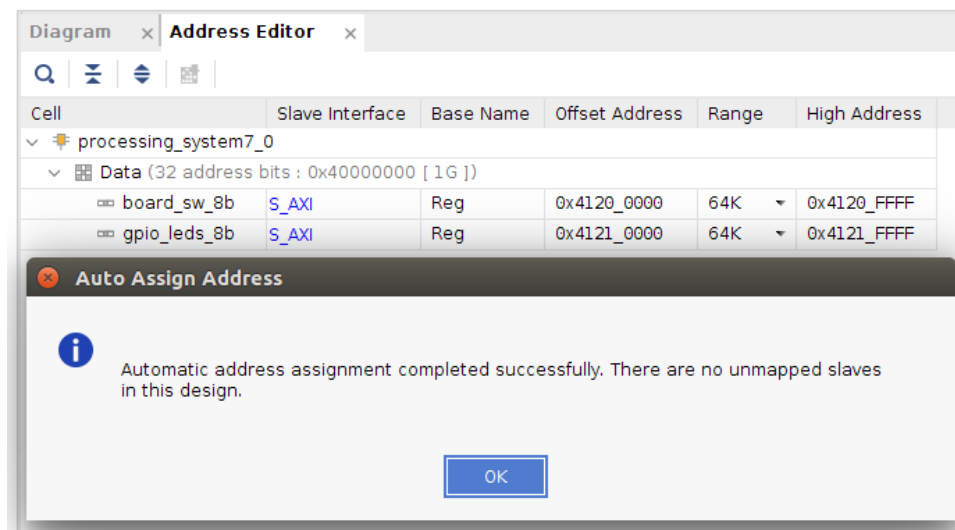 Diagram × Address Editor ×
Cell Slave Interface Base Name Offset Address Range High Address
processing_system7_0
Data (32 address bits : 0x40000000 [ 1G ])
board_sw_8b S_AXI Reg 0x4120_0000 64K 0x4120_FFFF
gpio_leds_8b S_AXI Reg 0x4121_0000 64K 0x4121_FFFF
Auto Assign Address
Automatic address assignment completed successfully. There are no unmapped slaves
in this design.
OK